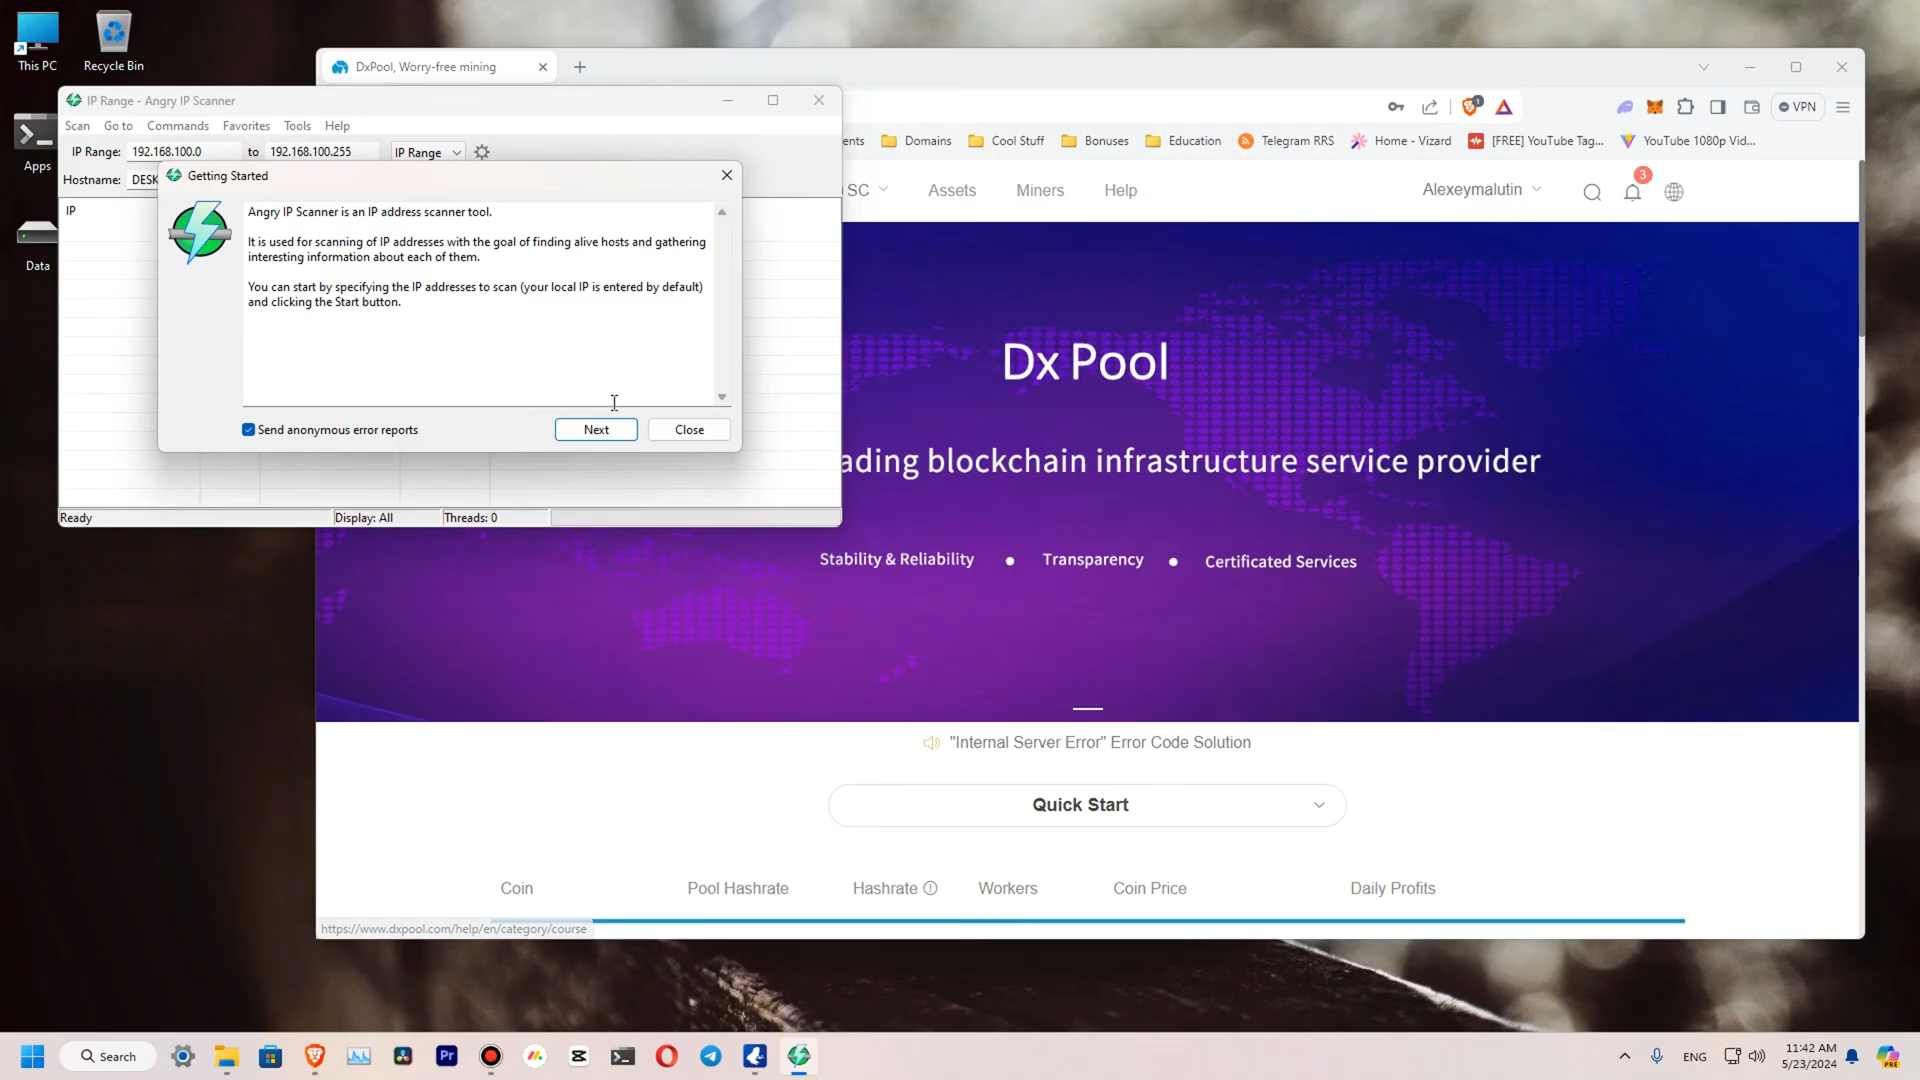 This PC
Recycle Bin
Apps
Data
DxPool, Worry-free mining
VPN
ents
Domains
Cool Stuff
Bonuses
Education
Telegram RRS
Home - Vizard
[FREE] YouTube Tag...
YouTube 1080p Vid...
SC
Assets
Miners
Help
Alexeymalutin
3
IP Range - Angry IP Scanner
Scan
Go to
Commands
Favorites
Tools
Help
IP Range:
192.168.100.0
to
192.168.100.255
IP Range
Hostname:
DESK
IP
Getting Started
Angry IP Scanner is an IP address scanner tool.
It is used for scanning of IP addresses with the goal of finding alive hosts and gathering
interesting information about each of them.
You can start by specifying the IP addresses to scan (your local IP is entered by default)
and clicking the Start button.
Send anonymous error reports
Next
Close
Ready
Display: All
Threads: 0
Dx Pool
ading blockchain infrastructure service provider
Stability & Reliability
Transparency
Certificated Services
"Internal Server Error" Error Code Solution
Quick Start
Coin
Pool Hashrate
Hashrate
Workers
Coin Price
Daily Profits
https://www.dxpool.com/help/en/category/course
Search
Pr
ENG
11:42 AM
5/23/2024
PRE